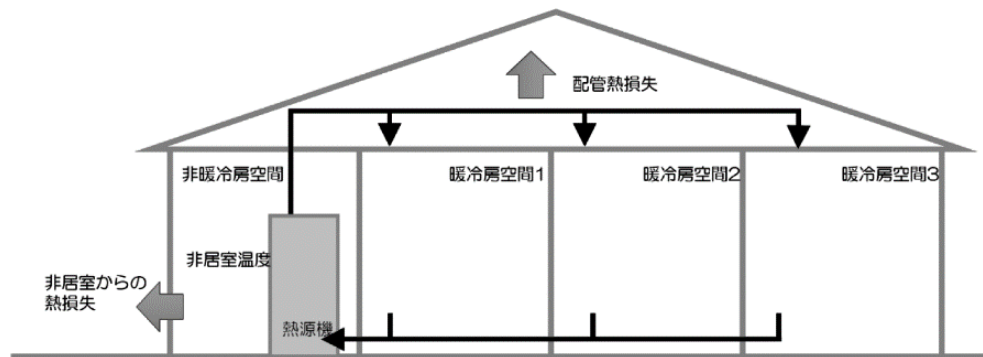 配管熱損失
非暖冷房空間
暖冷房空間1
暖冷房空間2
暖冷房空間3
非居室温度
非居室からの
熱損失
熱源機